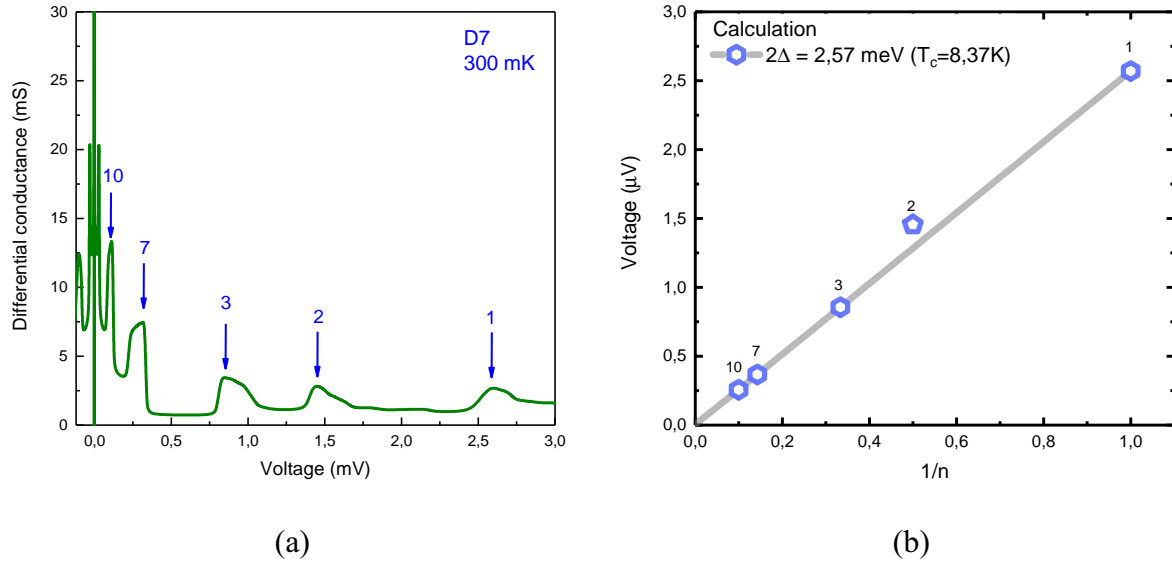 D7
300 mK
10
7
3
2
1
30
25
20
15
10
5
0
Differential conductance (mS)
0,0 0,5 1,0 1,5 2,0 2,5 3,0
Voltage (mV)
(a)
Calculation
2Δ = 2,57 meV (Tc=8,37K)
1
2
3
7
10
3,0
2,5
2,0
1,5
1,0
0,5
0,0
Voltage (μV)
0,0 0,2 0,4 0,6 0,8 1,0
1/n
(b)